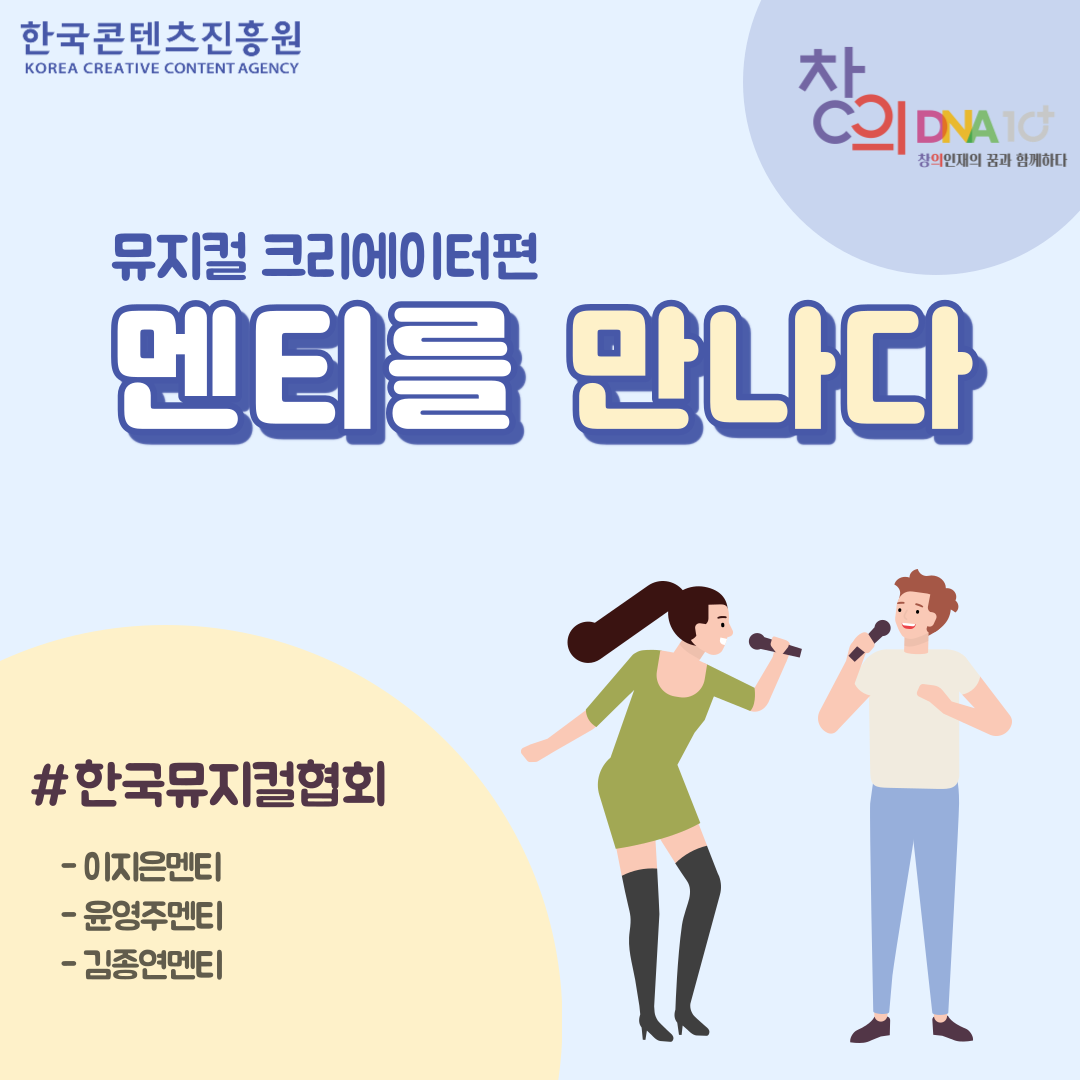 한국콘텐츠진흥원
KOREA CREATIVE CONTENT AGENCY
창의 DNA 10+
창의인재의 꿈과 함께하다
뮤지컬 크리에이터편
멘티를 만나다
#한국뮤지컬협회
- 이지은멘티
- 윤영주멘티
- 김종연멘티